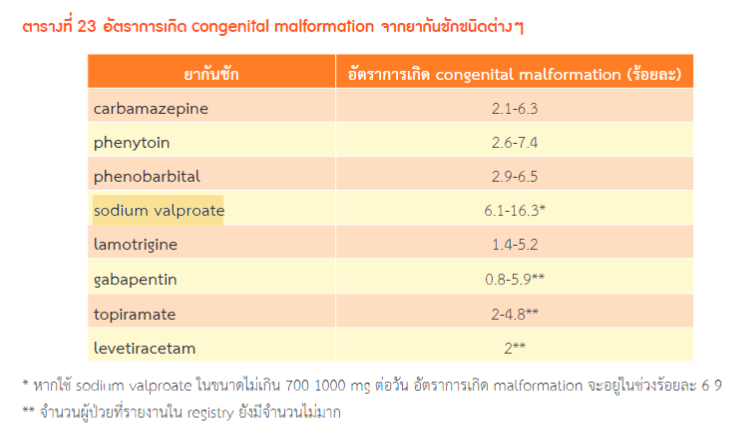 ตารางที่ 23 อัตราการเกิด congenital malformation จากยากันชักชนิดต่างๆ
ยากันชัก อัตราการเกิด congenital malformation (ร้อยละ)
carbamazepine 2.1-6.3
phenytoin 2.6-7.4
phenobarbital 2.9-6.5
sodium valproate 6.1-16.3*
lamotrigine 1.4-5.2
gabapentin 0.8-5.9**
topiramate 2-4.8**
levetiracetam 2**
* หากใช้ sodium valproate ในขนาดไม่เกิน 700 1000 mg ต่อวัน อัตราการเกิด malformation จะอยู่ในช่วงร้อยละ 6 9
** จำนวนผู้ป่วยที่รายงานใน registry ยังมีจำนวนไม่มาก